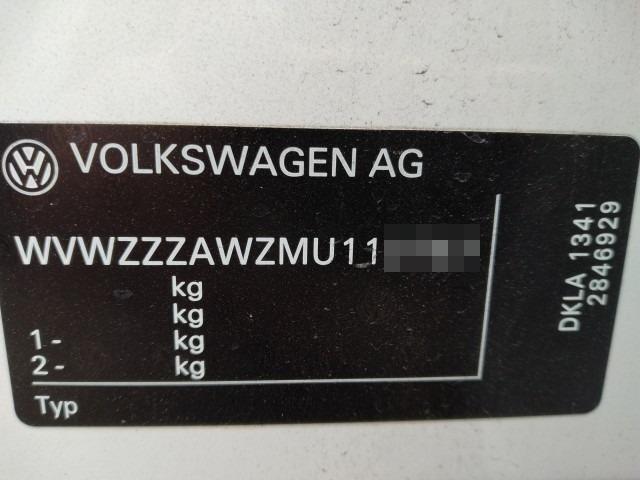 VOLKSWAGEN AG
WVWZZZAWZMU11
kg
kg
1- kg
2- kg
Typ
DKLA 1341
2846929